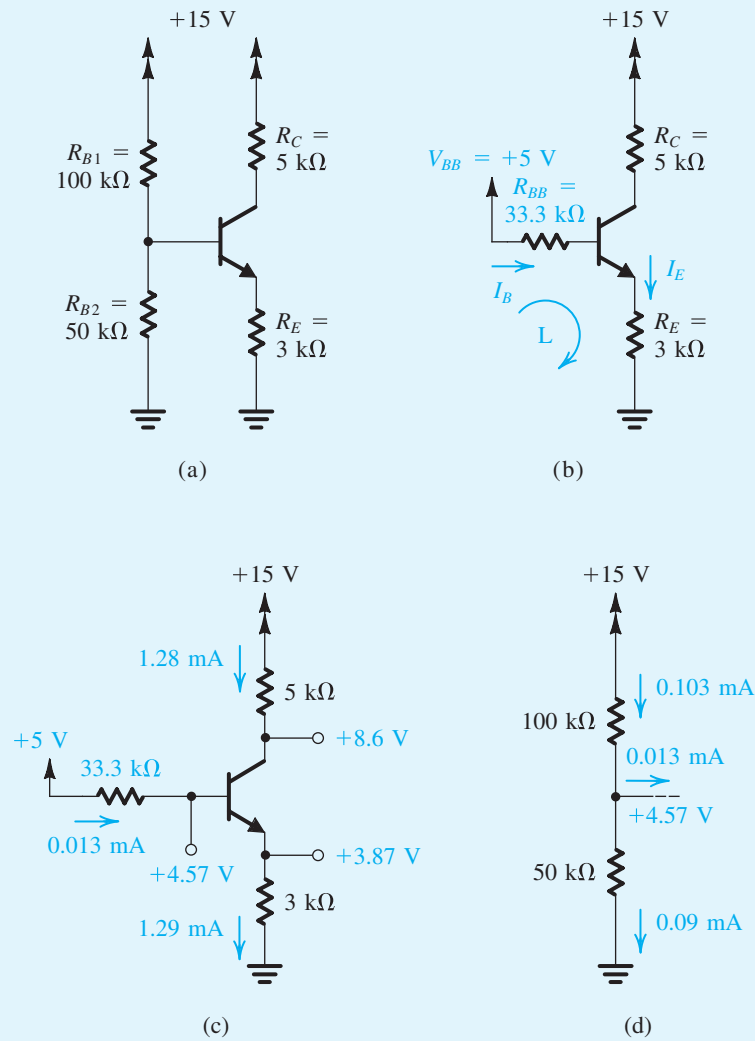 +15 V
R_B1 =
100 kΩ
R_C =
5 kΩ
R_B2 =
50 kΩ
R_E =
3 kΩ
(a)
+15 V
R_C =
5 kΩ
V_BB = +5 V
R_BB =
33.3 kΩ
I_B
I_E
L
R_E =
3 kΩ
(b)
+15 V
1.28 mA
5 kΩ
+8.6 V
+5 V
33.3 kΩ
0.013 mA
+4.57 V
+3.87 V
3 kΩ
1.29 mA
(c)
+15 V
0.103 mA
100 kΩ
0.013 mA
+4.57 V
50 kΩ
0.09 mA
(d)